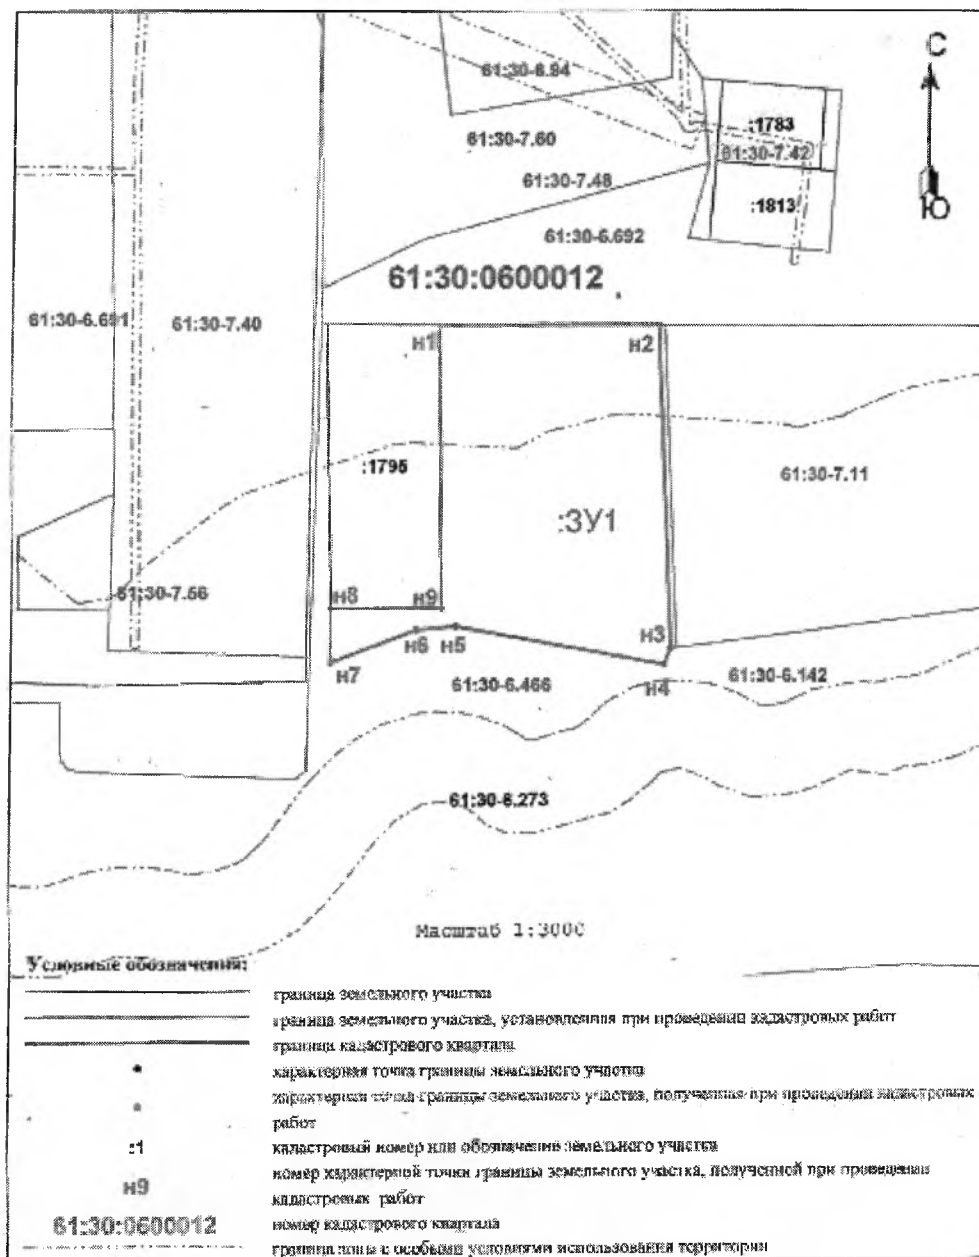 С
61:30-6.94
:1783
61:30-7.60
61:30-7.42
61:30-7.48
:1813
Ю
61:30-6.692
61:30:0600012
61:30-6.691
61:30-7.40
н1
н2
:1795
61:30-7.11
:ЗУ1
61:30-7.56
н8
н9
н3
н6
н5
н7
61:30-6.466
н4
61:30-6.142
61:30-6.273
Масштаб 1:3000
Условные обозначения:
граница земельного участка
граница земельного участка, установленная при проведении кадастровых работ
граница кадастрового квартала
характерная точка границы земельного участка
характерная точка границы земельного участка, полученная при проведении кадастровых
работ
:1 кадастровый номер или обозначение земельного участка
н9 номер характерной точки границы земельного участка, полученной при проведении
кадастровых работ
61:30:0600012 номер кадастрового квартала
граница зоны с особыми условиями использования территории